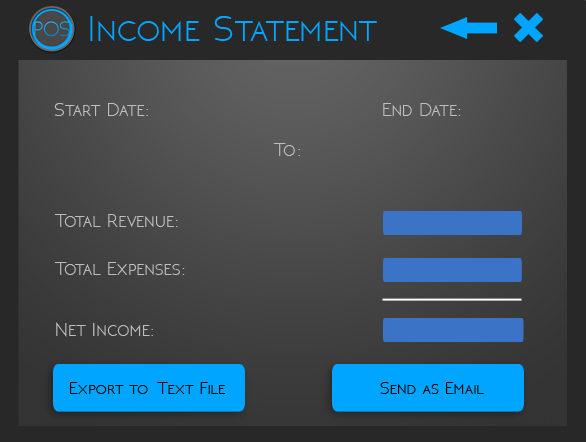 POS Income Statement
Start Date: End Date:
To:
Total Revenue:
Total Expenses:
Net Income:
Export to Text File Send as Email